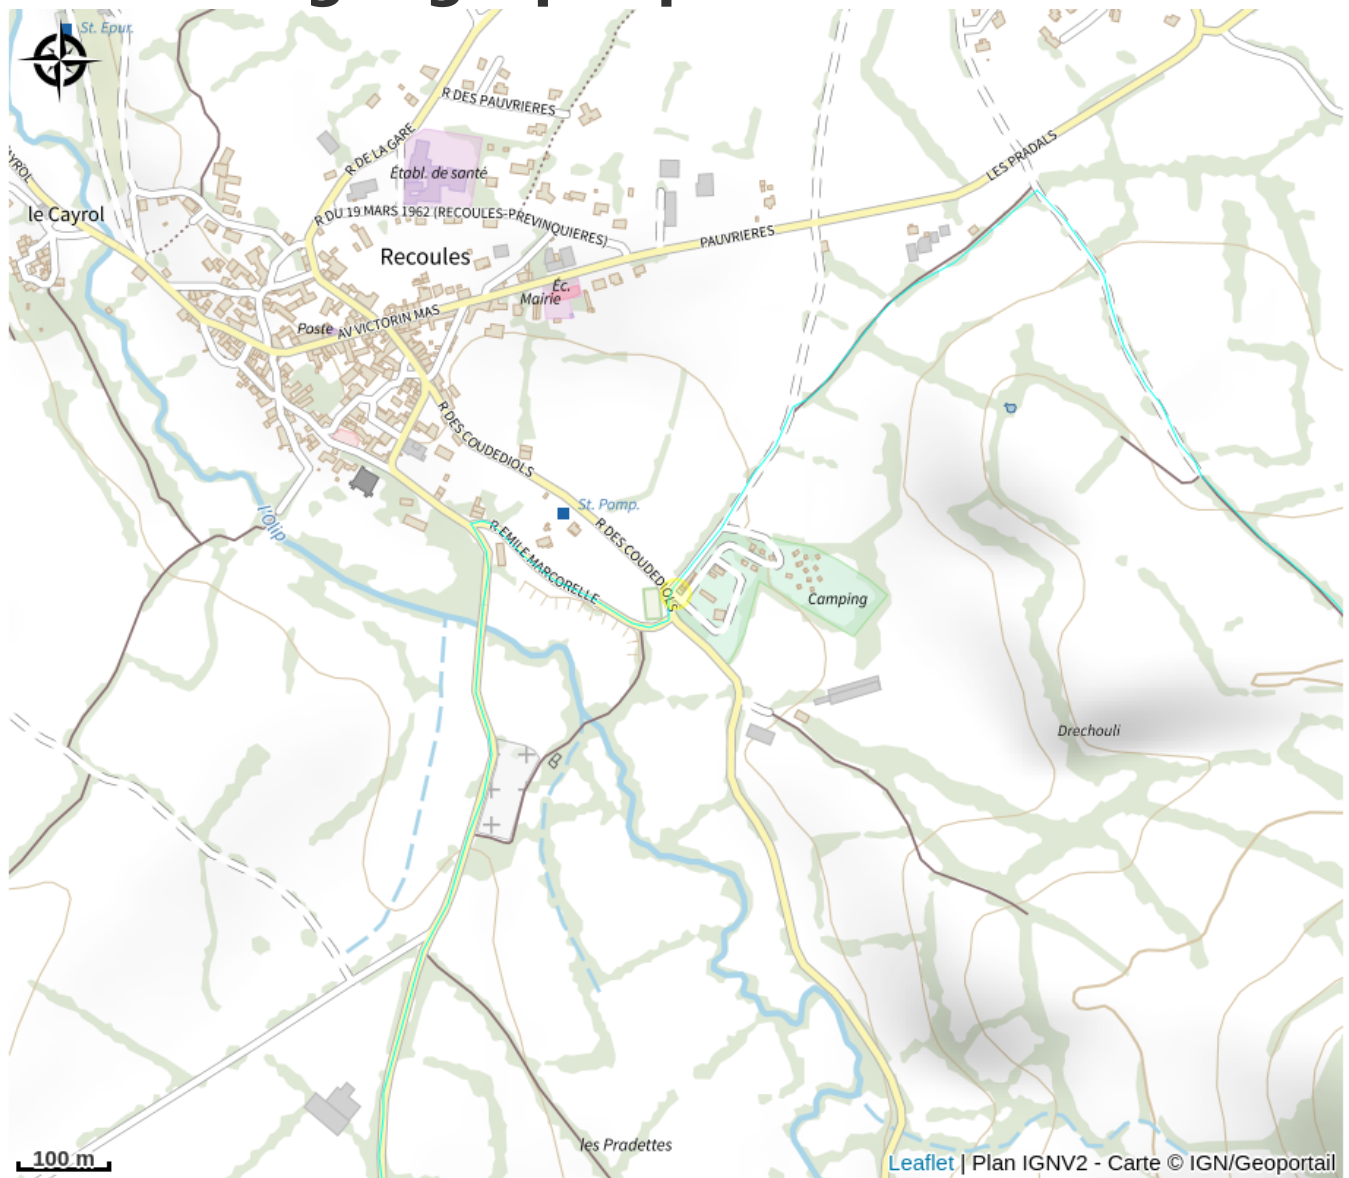 St. Epur.
R DES PAUVRIERES
R DE LA GARE
Établ. de santé
LES PRADALS
AYROL
le Cayrol
R DU 19 MARS 1962 (RECOULES-PREVINQUIERES)
PAUVRIERES
Recoules
Éc.
Mairie
Poste
AV VICTORIN MAS
R DES COUDEDIOLS
St. Pomp.
l'Olip
R EMILE MARCORELLE
R DES COUDEDIOLS
Camping
Drechouli
les Pradettes
100 m
Leaflet | Plan IGNV2 - Carte © IGN/Geoportail